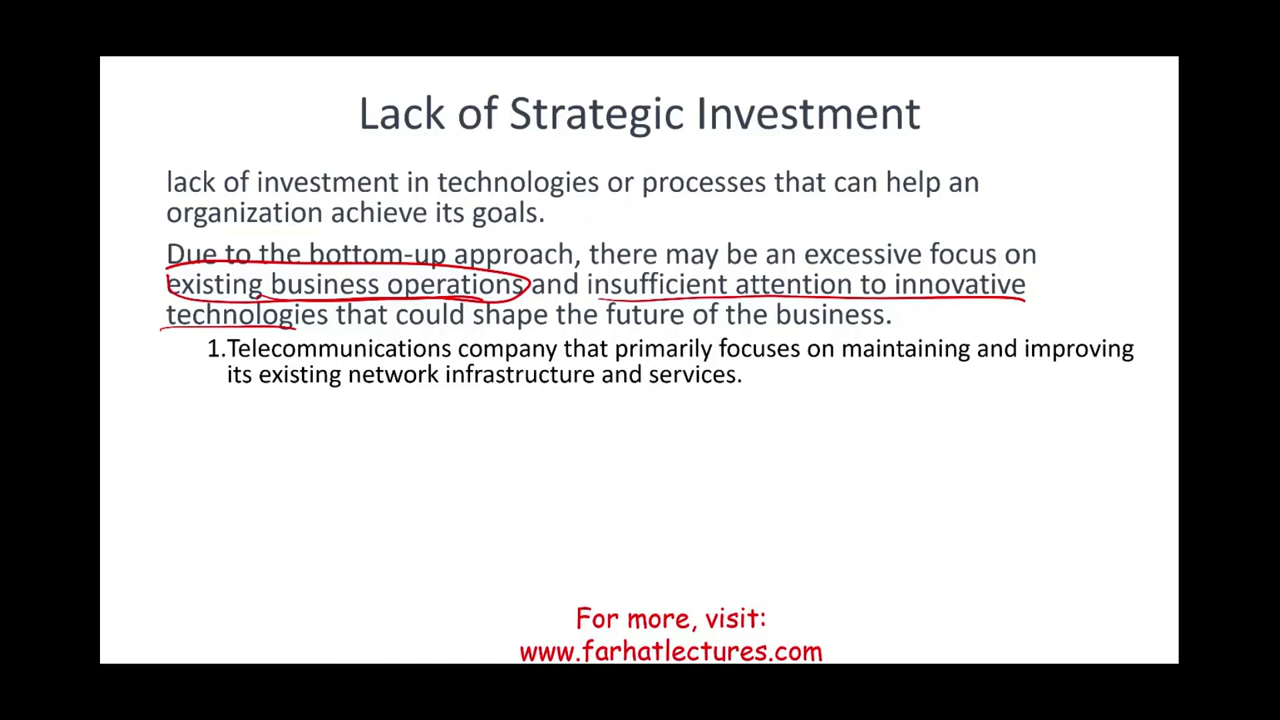 Lack of Strategic Investment
lack of investment in technologies or processes that can help an
organization achieve its goals.
Due to the bottom-up approach, there may be an excessive focus on
existing business operations and insufficient attention to innovative
technologies that could shape the future of the business.
1.Telecommunications company that primarily focuses on maintaining and improving
its existing network infrastructure and services.
For more, visit:
www.farhatlectures.com